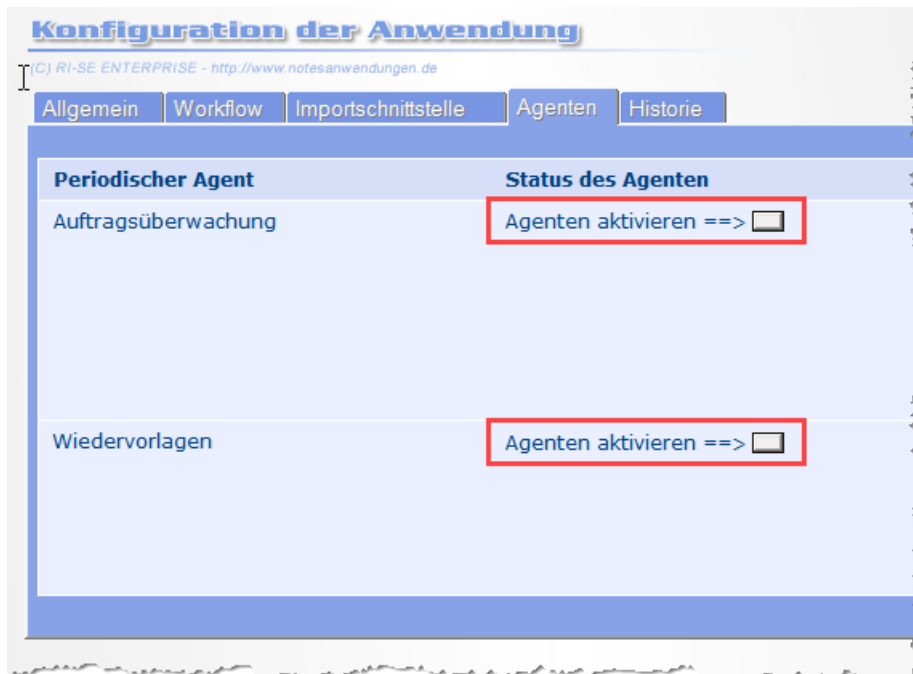 Konfiguration der Anwendung
(C) RI-SE ENTERPRISE - http://www.notesanwendungen.de
Allgemein Workflow Importschnittstelle Agenten Historie
Periodischer Agent Status des Agenten
Auftragsüberwachung Agenten aktivieren ==>
Wiedervorlagen Agenten aktivieren ==>